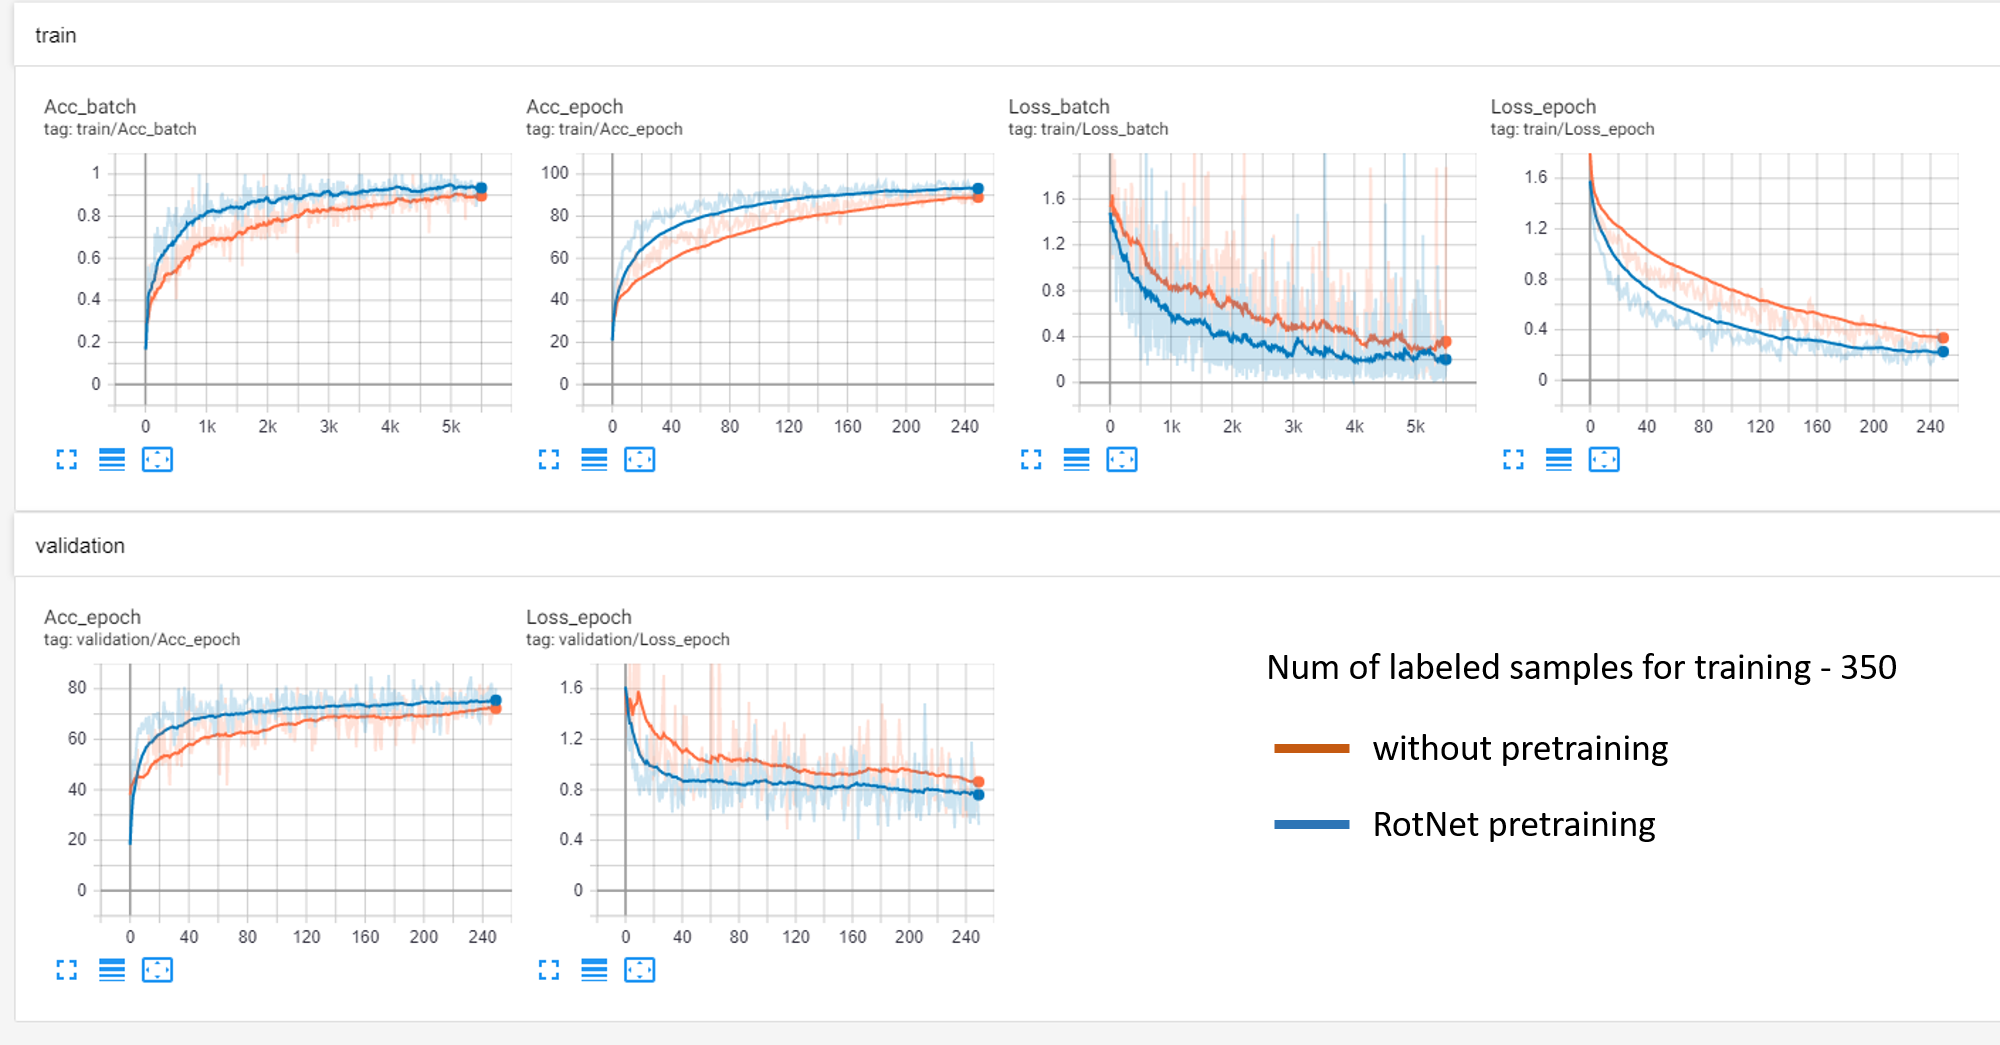 train
Acc_batch
tag: train/Acc_batch
1
0.8
0.6
0.4
0.2
0
0 1k 2k 3k 4k 5k
Acc_epoch
tag: train/Acc_epoch
100
80
60
40
20
0
0 40 80 120 160 200 240
Loss_batch
tag: train/Loss_batch
1.6
1.2
0.8
0.4
0
0 1k 2k 3k 4k 5k
Loss_epoch
tag: train/Loss_epoch
1.6
1.2
0.8
0.4
0
0 40 80 120 160 200 240
validation
Acc_epoch
tag: validation/Acc_epoch
80
60
40
20
0
0 40 80 120 160 200 240
Loss_epoch
tag: validation/Loss_epoch
1.6
1.2
0.8
0.4
0
0 40 80 120 160 200 240
Num of labeled samples for training - 350
without pretraining
RotNet pretraining